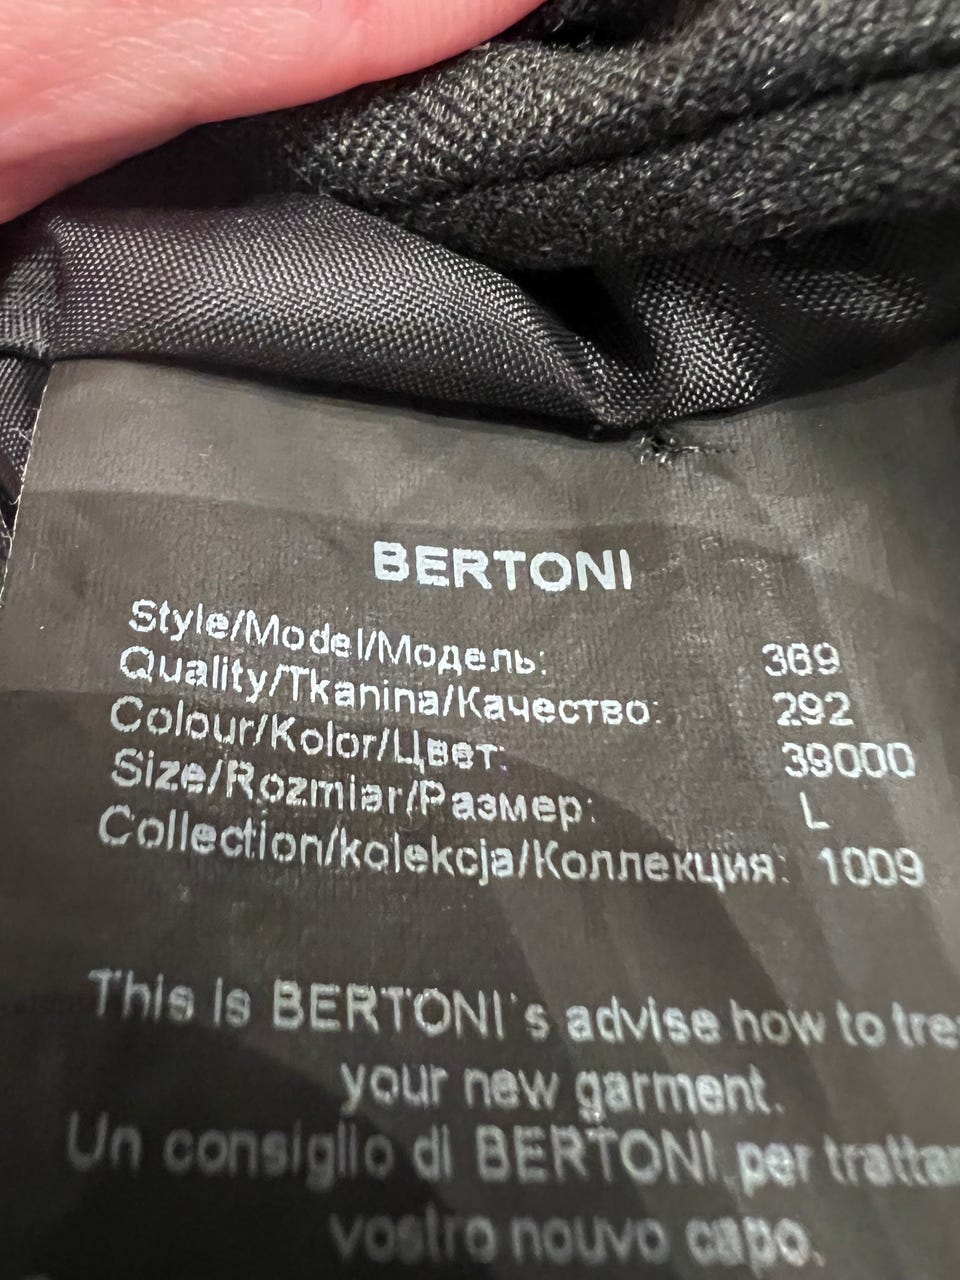 BERTONI
Style/Model/Модель: 369
Quality/Tkanina/Качество: 292
Colour/Kolor/Цвет: 39000
Size/Rozmiar/Размер: L
Collection/kolekcja/Коллекция: 1009
This is BERTONI's advise how to
your new garment.
Un consiglio di BERTONI per
vostro nouvo capo.